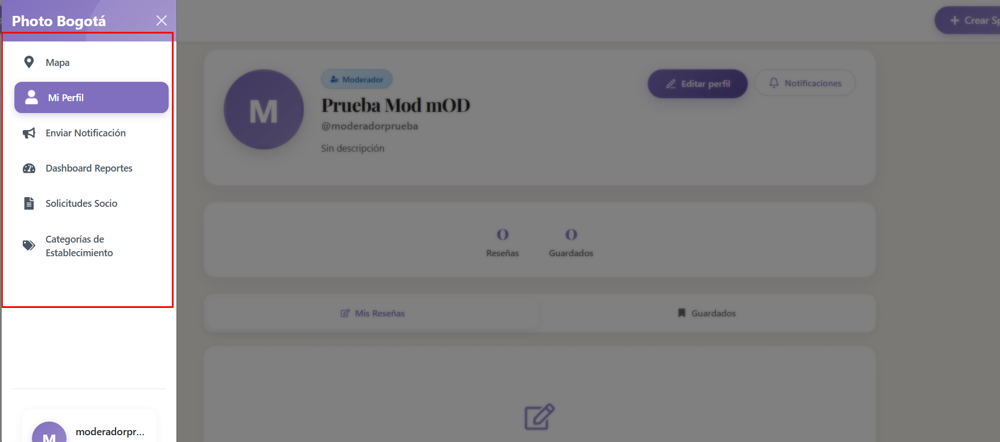 Photo Bogotá
Mapa
Mi Perfil
Enviar Notificación
Dashboard Reportes
Solicitudes Socio
Categorías de
Establecimiento
M
moderadorpr...
Crear Sp
M
Moderador
Prueba Mod mOD
@moderadorprueba
Sin descripción
Editar perfil
Notificaciones
0
Reseñas
0
Guardados
Mis Reseñas
Guardados